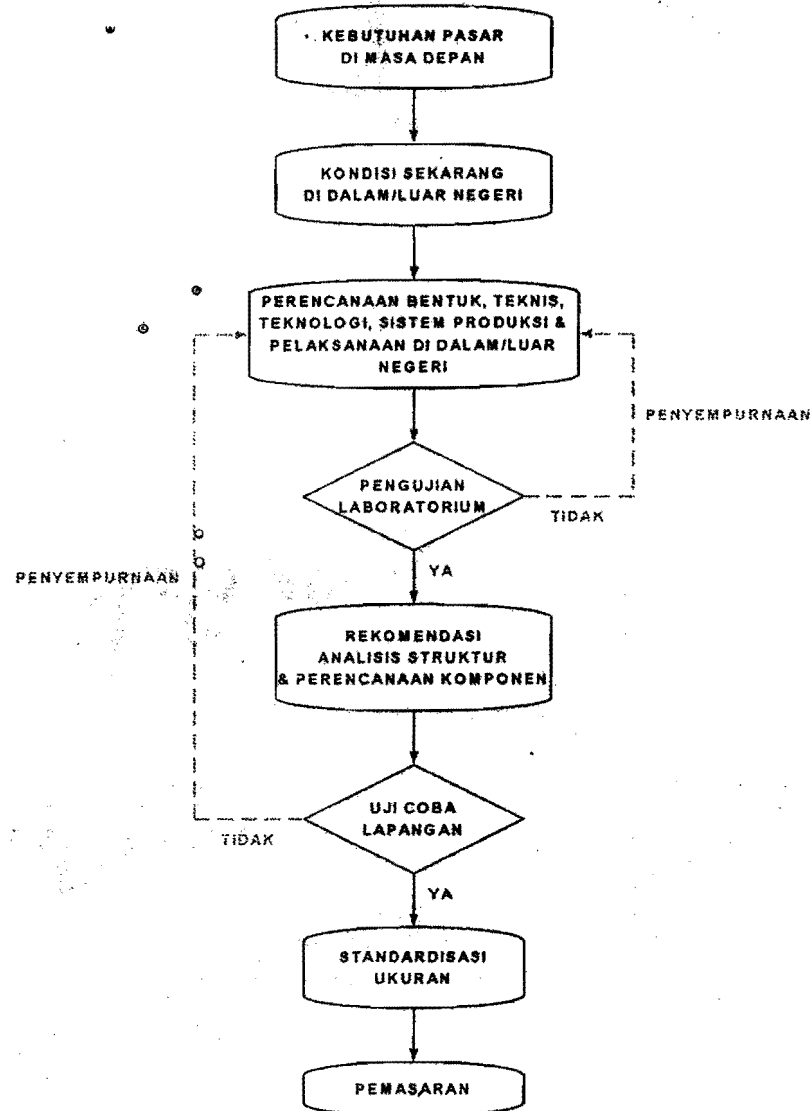 KEBUTUHAN PASAR
DI MASA DEPAN
KONDISI SEKARANG
DI DALAM/LUAR NEGERI
PERENCANAAN BENTUK, TEKNIS,
TEKNOLOGI, SISTEM PRODUKSI &
PELAKSANAAN DI DALAM/LUAR
NEGERI
PENYEMPURNAAN
PENGUJIAN
LABORATORIUM
TIDAK
YA
PENYEMPURNAAN
REKOMENDASI
ANALISIS STRUKTUR
& PERENCANAAN KOMPONEN
UJI COBA
LAPANGAN
TIDAK
YA
STANDARDISASI
UKURAN
PEMASARAN